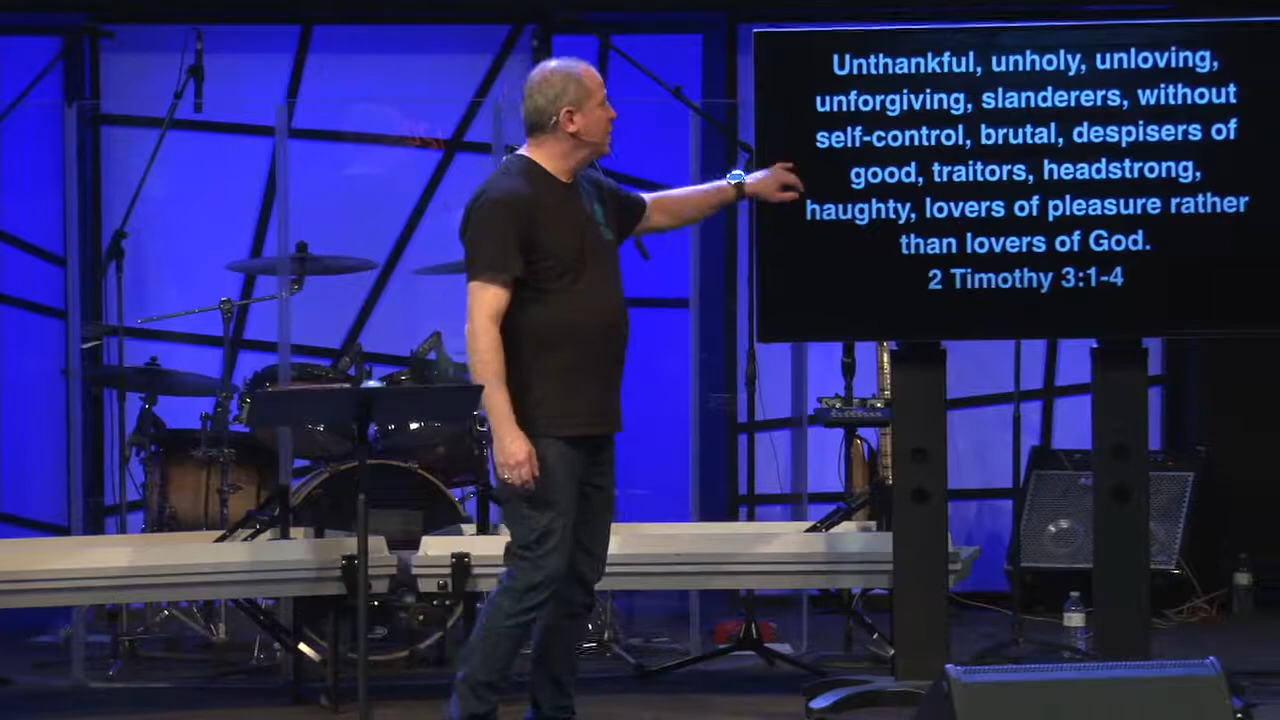 Unthankful, unholy, unloving,
unforgiving, slanderers, without
self-control, brutal, despisers of
good, traitors, headstrong,
haughty, lovers of pleasure rather
than lovers of God.
2 Timothy 3:1-4